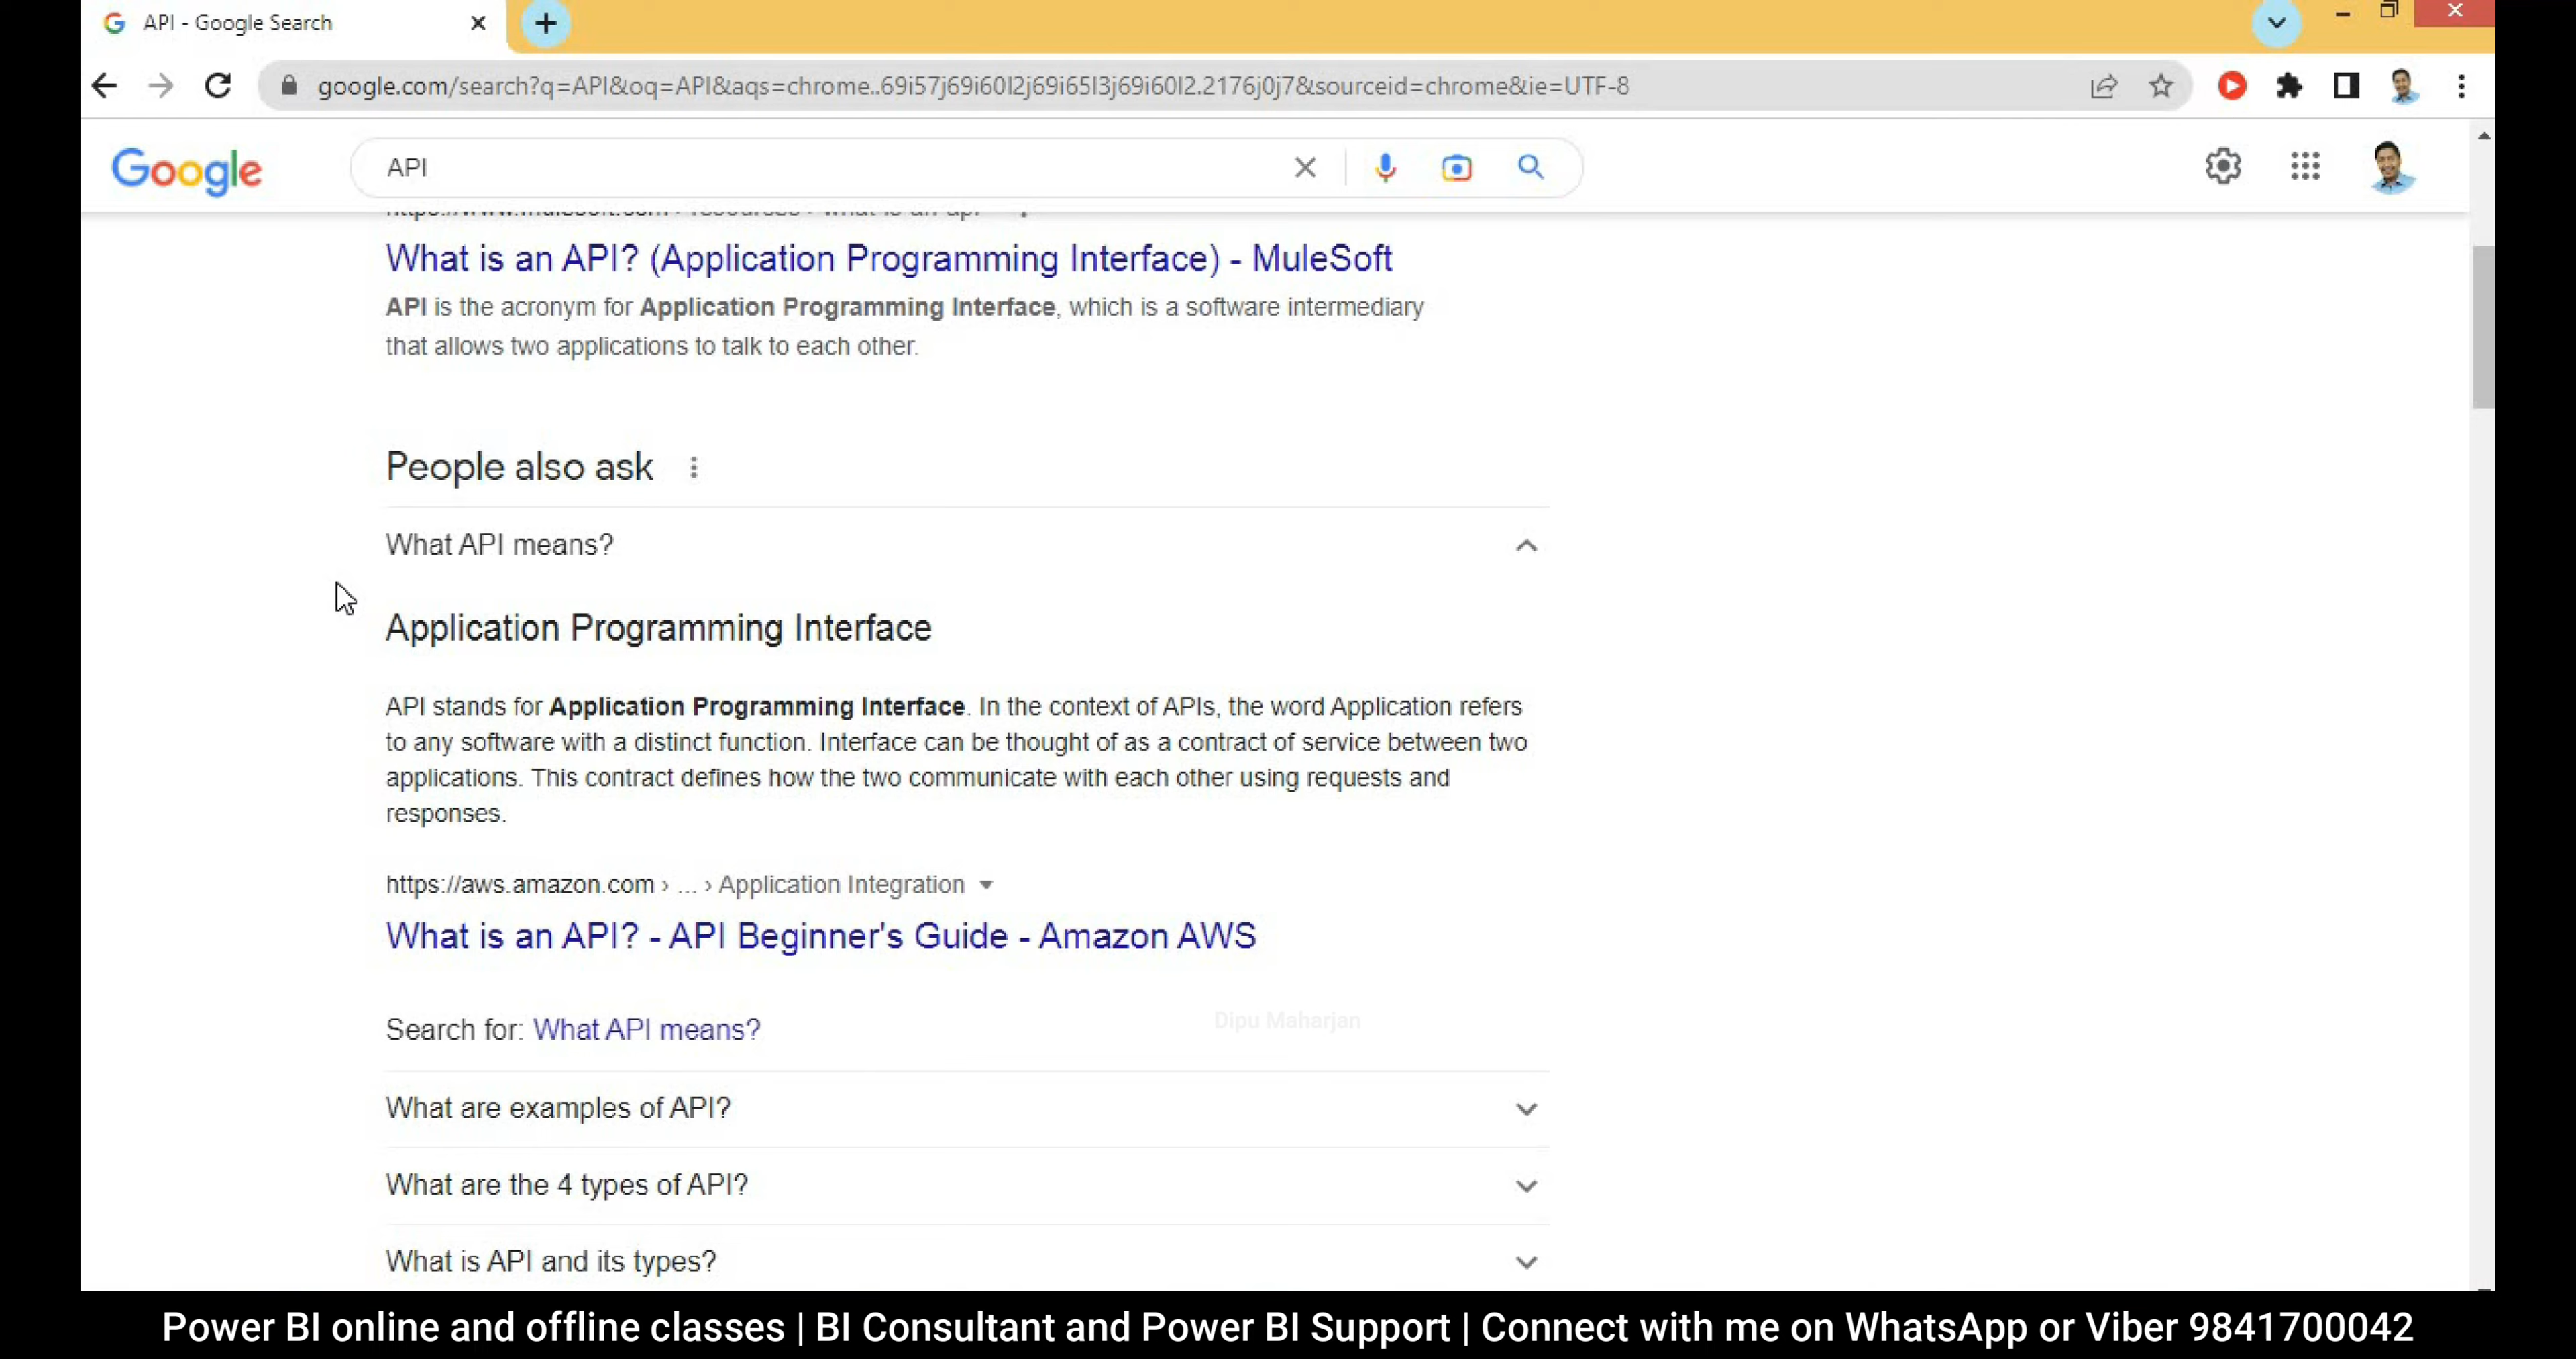 API - Google Search
google.com/search?q=API&oq=API&aqs=chrome..69i57j69i60l2j69i65l3j69i60l2.2176j0j7&sourceid=chrome&ie=UTF-8
Google
API
What is an API? (Application Programming Interface) - MuleSoft
API is the acronym for Application Programming Interface, which is a software intermediary
that allows two applications to talk to each other.
People also ask
What API means?
Application Programming Interface
API stands for Application Programming Interface. In the context of APIs, the word Application refers
to any software with a distinct function. Interface can be thought of as a contract of service between two
applications. This contract defines how the two communicate with each other using requests and
responses.
https://aws.amazon.com › ... › Application Integration
What is an API? - API Beginner's Guide - Amazon AWS
Dipu Maharjan
Search for: What API means?
What are examples of API?
What are the 4 types of API?
What is API and its types?
Power BI online and offline classes | BI Consultant and Power BI Support | Connect with me on WhatsApp or Viber 9841700042